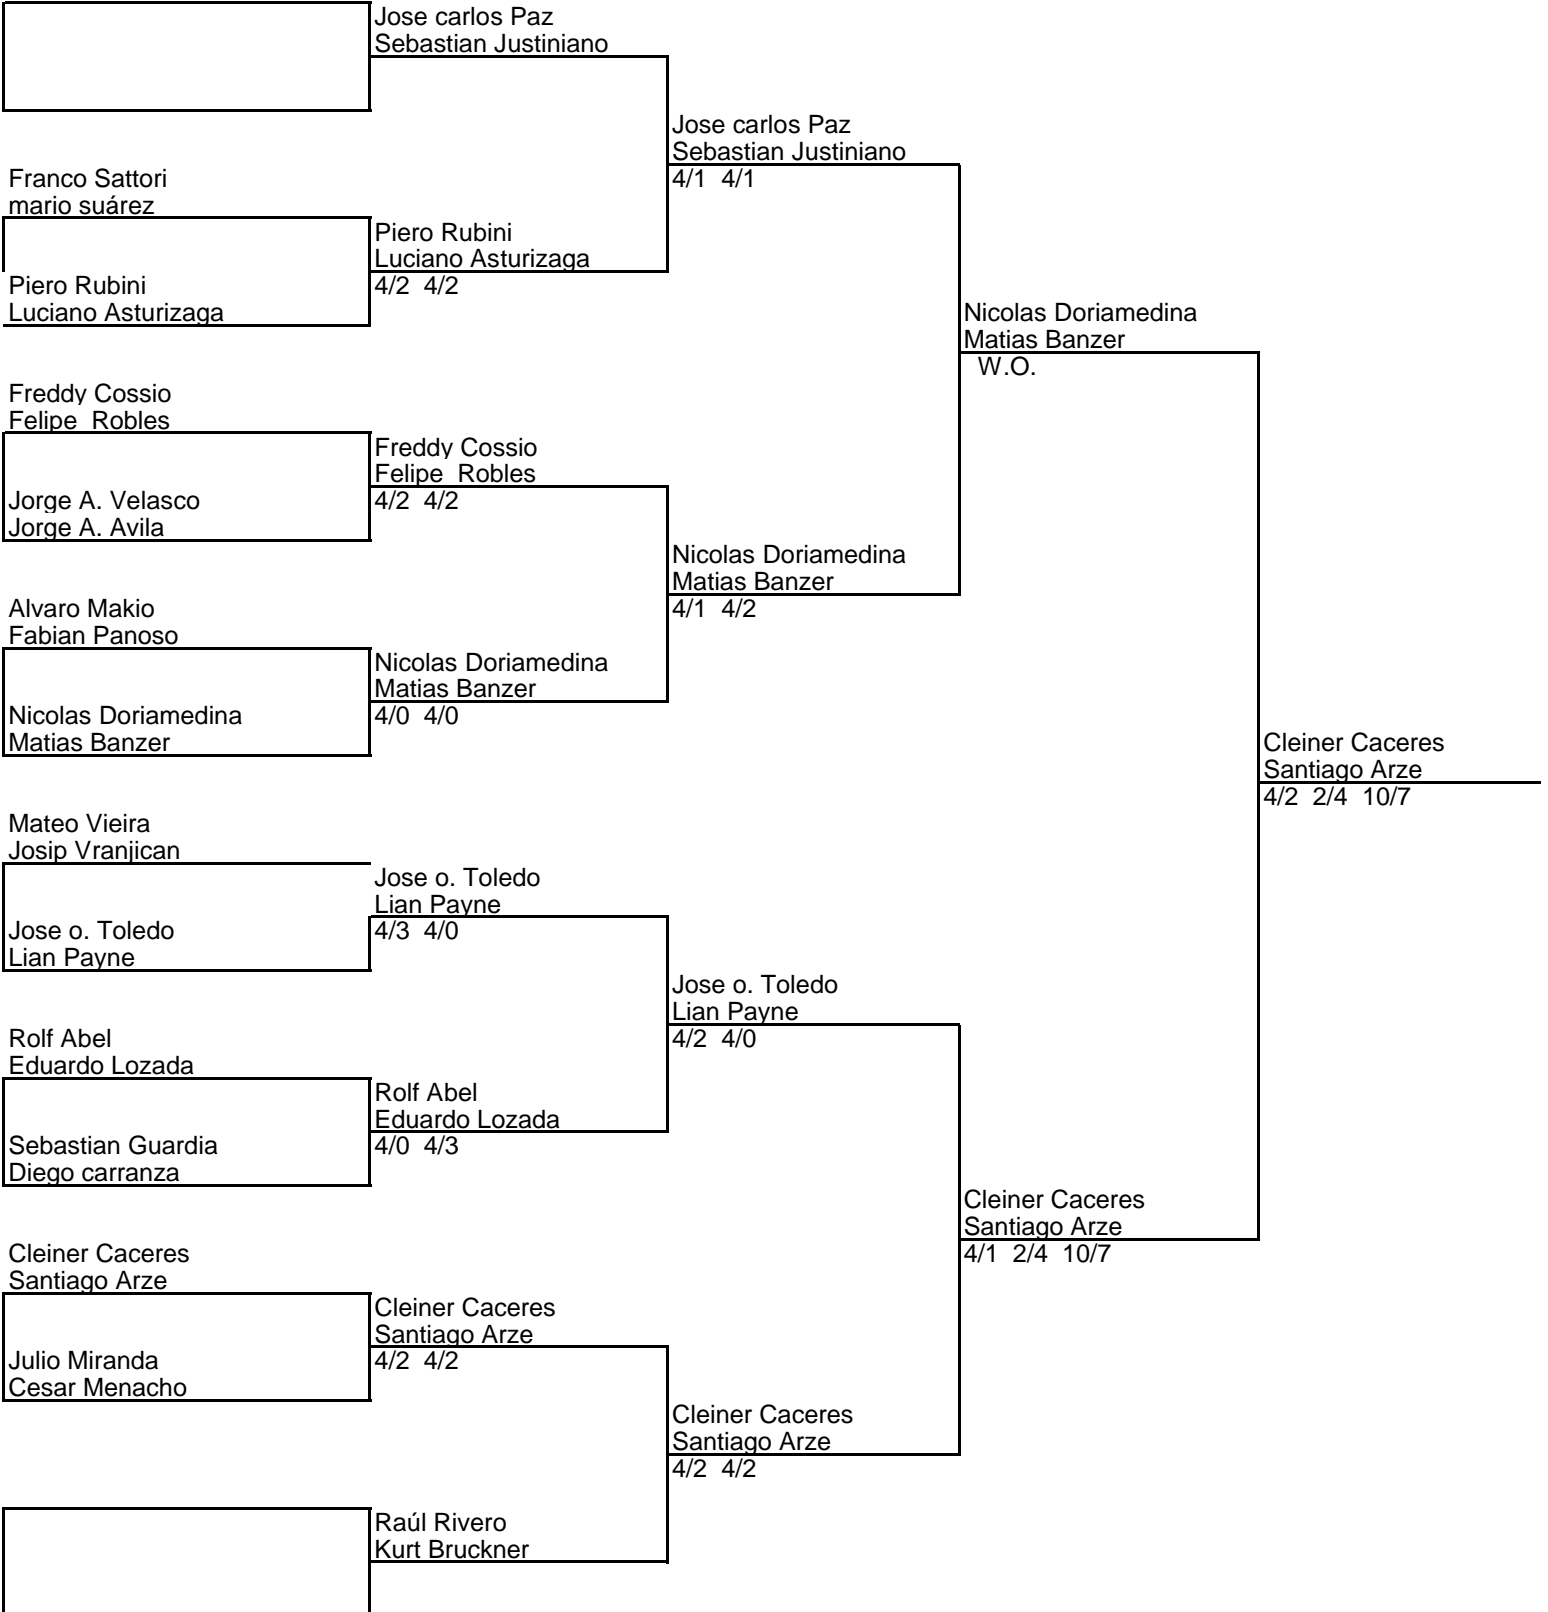 Jose carlos Paz
Sebastian Justiniano
Jose carlos Paz
Sebastian Justiniano
4/1 4/1
Franco Sattori
mario suárez
Piero Rubini
Luciano Asturizaga
4/2 4/2
Piero Rubini
Luciano Asturizaga
Nicolas Doriamedina
Matias Banzer
W.O.
Freddy Cossio
Felipe Robles
Freddy Cossio
Felipe Robles
4/2 4/2
Jorge A. Velasco
Jorge A. Avila
Nicolas Doriamedina
Matias Banzer
4/1 4/2
Alvaro Makio
Fabian Panoso
Nicolas Doriamedina
Matias Banzer
4/0 4/0
Nicolas Doriamedina
Matias Banzer
Cleiner Caceres
Santiago Arze
4/2 2/4 10/7
Mateo Vieira
Josip Vranjican
Jose o. Toledo
Lian Payne
4/3 4/0
Jose o. Toledo
Lian Payne
Jose o. Toledo
Lian Payne
4/2 4/0
Rolf Abel
Eduardo Lozada
Rolf Abel
Eduardo Lozada
4/0 4/3
Sebastian Guardia
Diego carranza
Cleiner Caceres
Santiago Arze
4/1 2/4 10/7
Cleiner Caceres
Santiago Arze
Cleiner Caceres
Santiago Arze
4/2 4/2
Julio Miranda
Cesar Menacho
Cleiner Caceres
Santiago Arze
4/2 4/2
Raúl Rivero
Kurt Bruckner